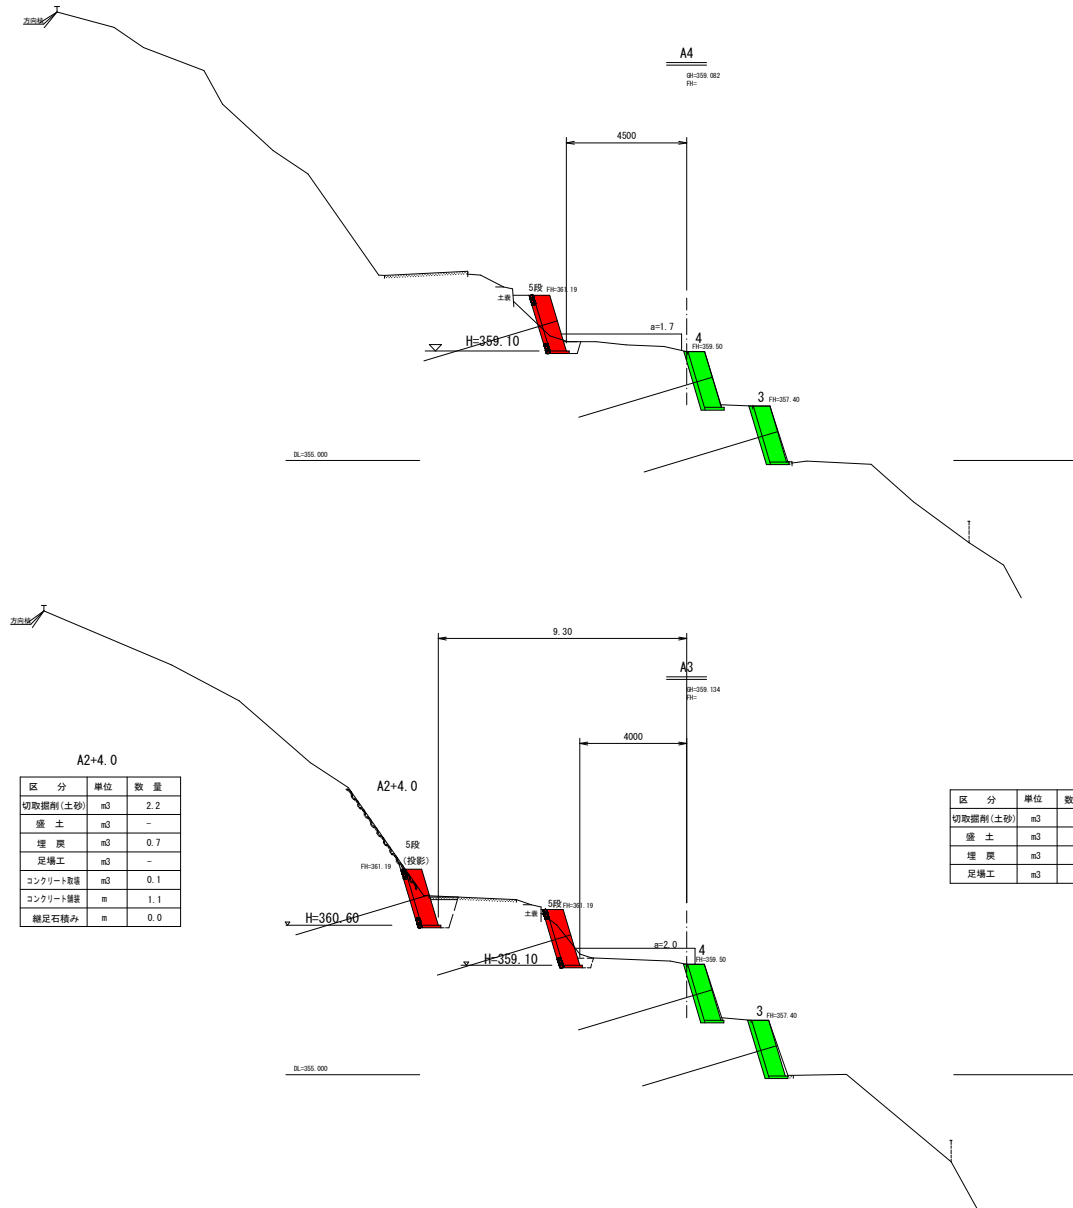 方向杭
A4
GH=359.082
FH=
4500
5段 FH=361.19
土嚢
a=1.7
H=359.10
4
FH=359.50
3 FH=357.40
DL=355.000
方向杭
9.30
A3
GH=359.134
FH=
4000
A2+4.0
区 分 単位 数 量
切取掘削(土砂) m3 2.2
盛 土 m3 -
埋 戻 m3 0.7
足場工 m3 -
コンクリート取壊 m3 0.1
コンクリート舗装 m 1.1
継足石積み m 0.0
A2+4.0
5段
(投影)
FH=361.19
H=360.60
5段 FH=361.19
土嚢
a=2.0
H=359.10
4
FH=359.50
3 FH=357.40
DL=355.000
区 分 単位 数
切取掘削(土砂) m3
盛 土 m3
埋 戻 m3
足場工 m3